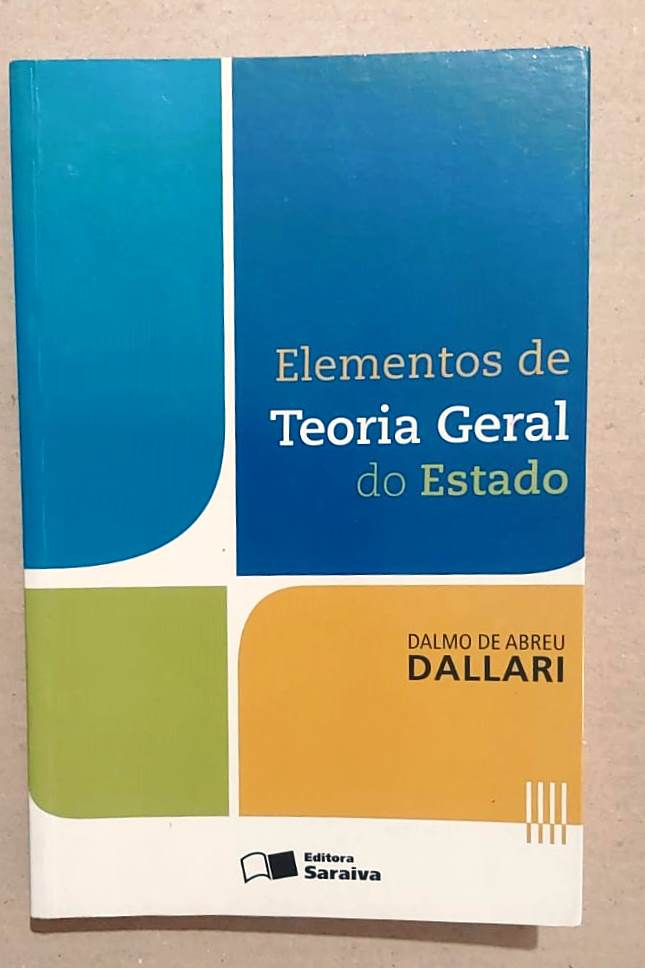 Elementos de
Teoria Geral
do Estado
DALMO DE ABREU
DALLARI
Editora
Saraiva